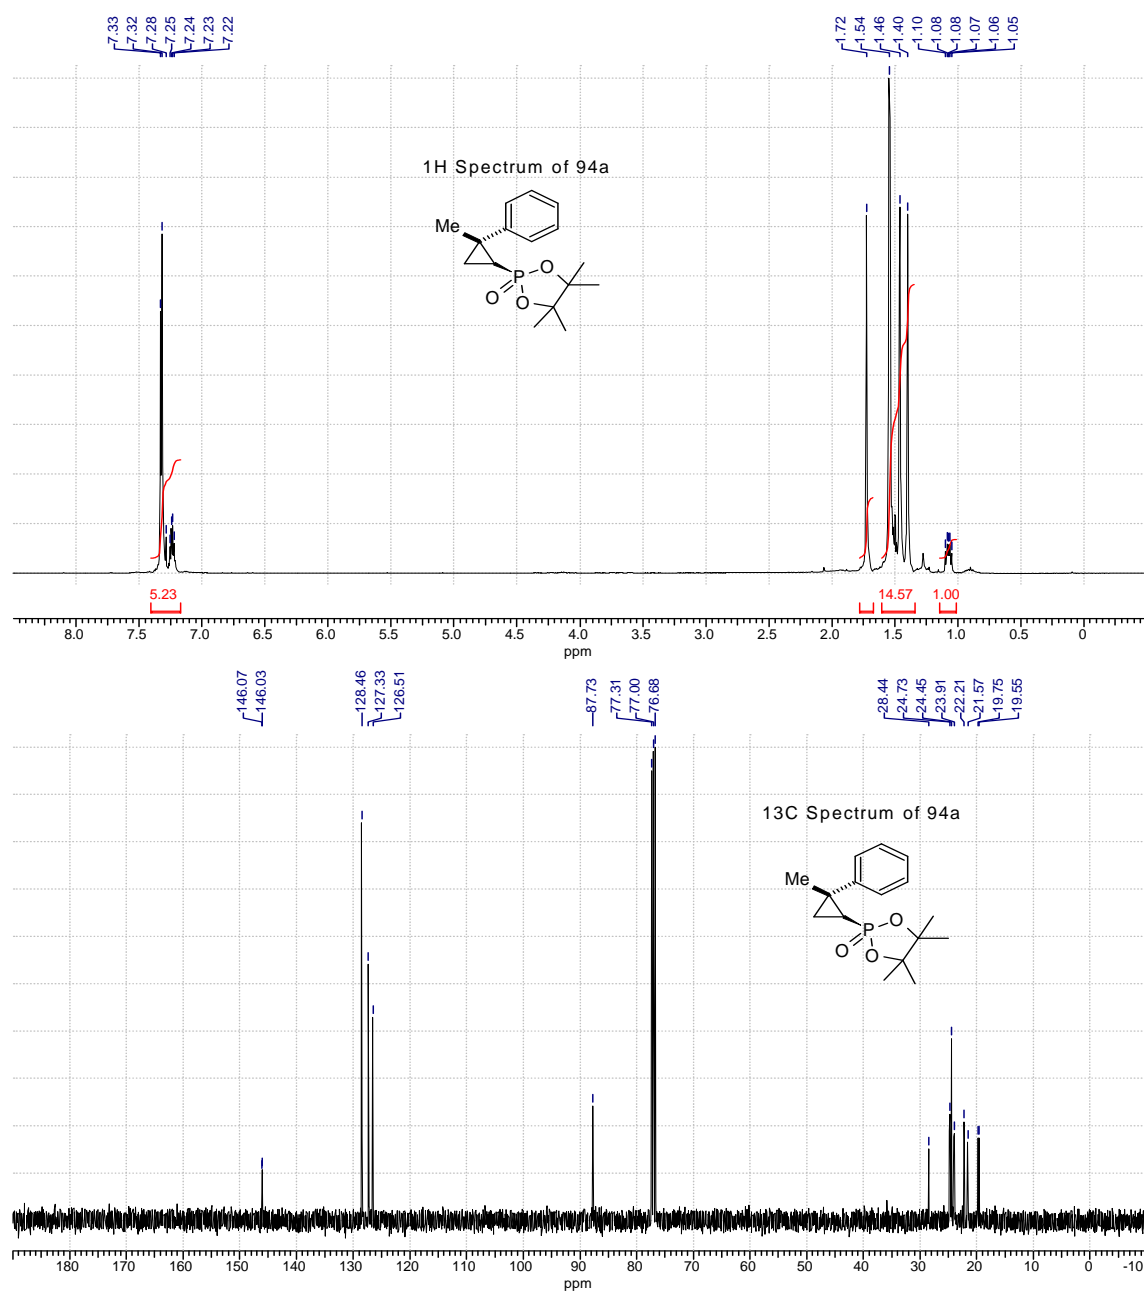 7.33 7.32 7.28 7.25 7.24 7.23 7.22 1.72 1.54 1.46 1.40 1.10 1.08 1.08 1.07 1.06 1.05
1H Spectrum of 94a
Me
P O
O O
5.23 14.57 1.00
8.0 7.5 7.0 6.5 6.0 5.5 5.0 4.5 4.0 3.5 3.0 2.5 2.0 1.5 1.0 0.5 0
ppm
146.07 146.03 128.46 127.33 126.51 87.73 77.31 77.00 76.68 28.44 24.73 24.45 23.91 22.21 21.57 19.75 19.55
13C Spectrum of 94a
Me
P O
O O
180 170 160 150 140 130 120 110 100 90 80 70 60 50 40 30 20 10 0 -10
ppm